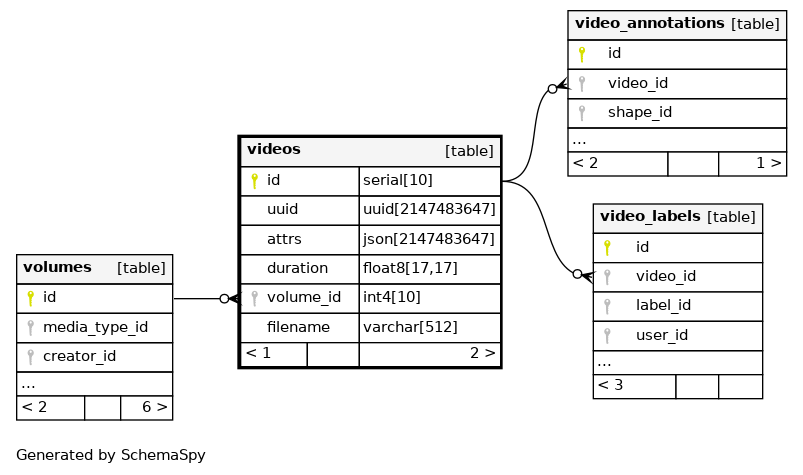 video_annotations [table]
id
video_id
shape_id
...
< 2 1 >
videos [table]
id serial[10]
uuid uuid[2147483647]
attrs json[2147483647]
duration float8[17,17]
volume_id int4[10]
filename varchar[512]
< 1 2 >
video_labels [table]
id
video_id
label_id
user_id
...
< 3
volumes [table]
id
media_type_id
creator_id
...
< 2 6 >
Generated by SchemaSpy